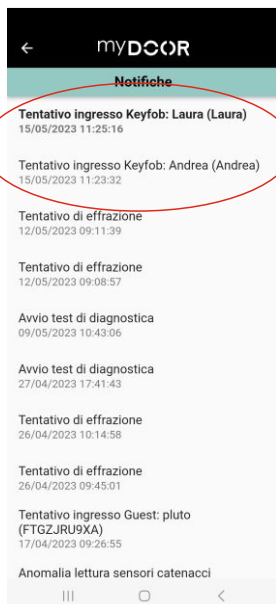 myDOOR
Notifiche
Tentativo ingresso Keyfob: Laura (Laura)
15/05/2023 11:25:16
Tentativo ingresso Keyfob: Andrea (Andrea)
15/05/2023 11:23:32
Tentativo di effrazione
12/05/2023 09:11:39
Tentativo di effrazione
12/05/2023 09:08:57
Avvio test di diagnostica
09/05/2023 10:43:06
Avvio test di diagnostica
27/04/2023 17:41:43
Tentativo di effrazione
26/04/2023 10:14:58
Tentativo di effrazione
26/04/2023 09:45:01
Tentativo ingresso Guest: pluto
(FTGZJRU9XA)
17/04/2023 09:26:55
Anomalia lettura sensori catenacci